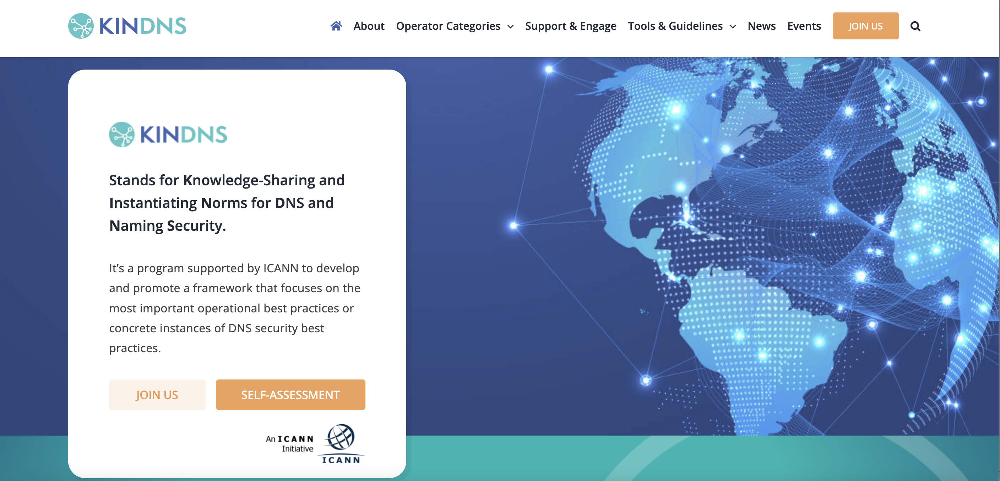 KINDNS
About Operator Categories Support & Engage Tools & Guidelines News Events JOIN US
KINDNS
Stands for Knowledge-Sharing and
Instantiating Norms for DNS and
Naming Security.
It’s a program supported by ICANN to develop
and promote a framework that focuses on the
most important operational best practices or
concrete instances of DNS security best
practices.
JOIN US SELF-ASSESSMENT
An ICANN
Initiative
ICANN